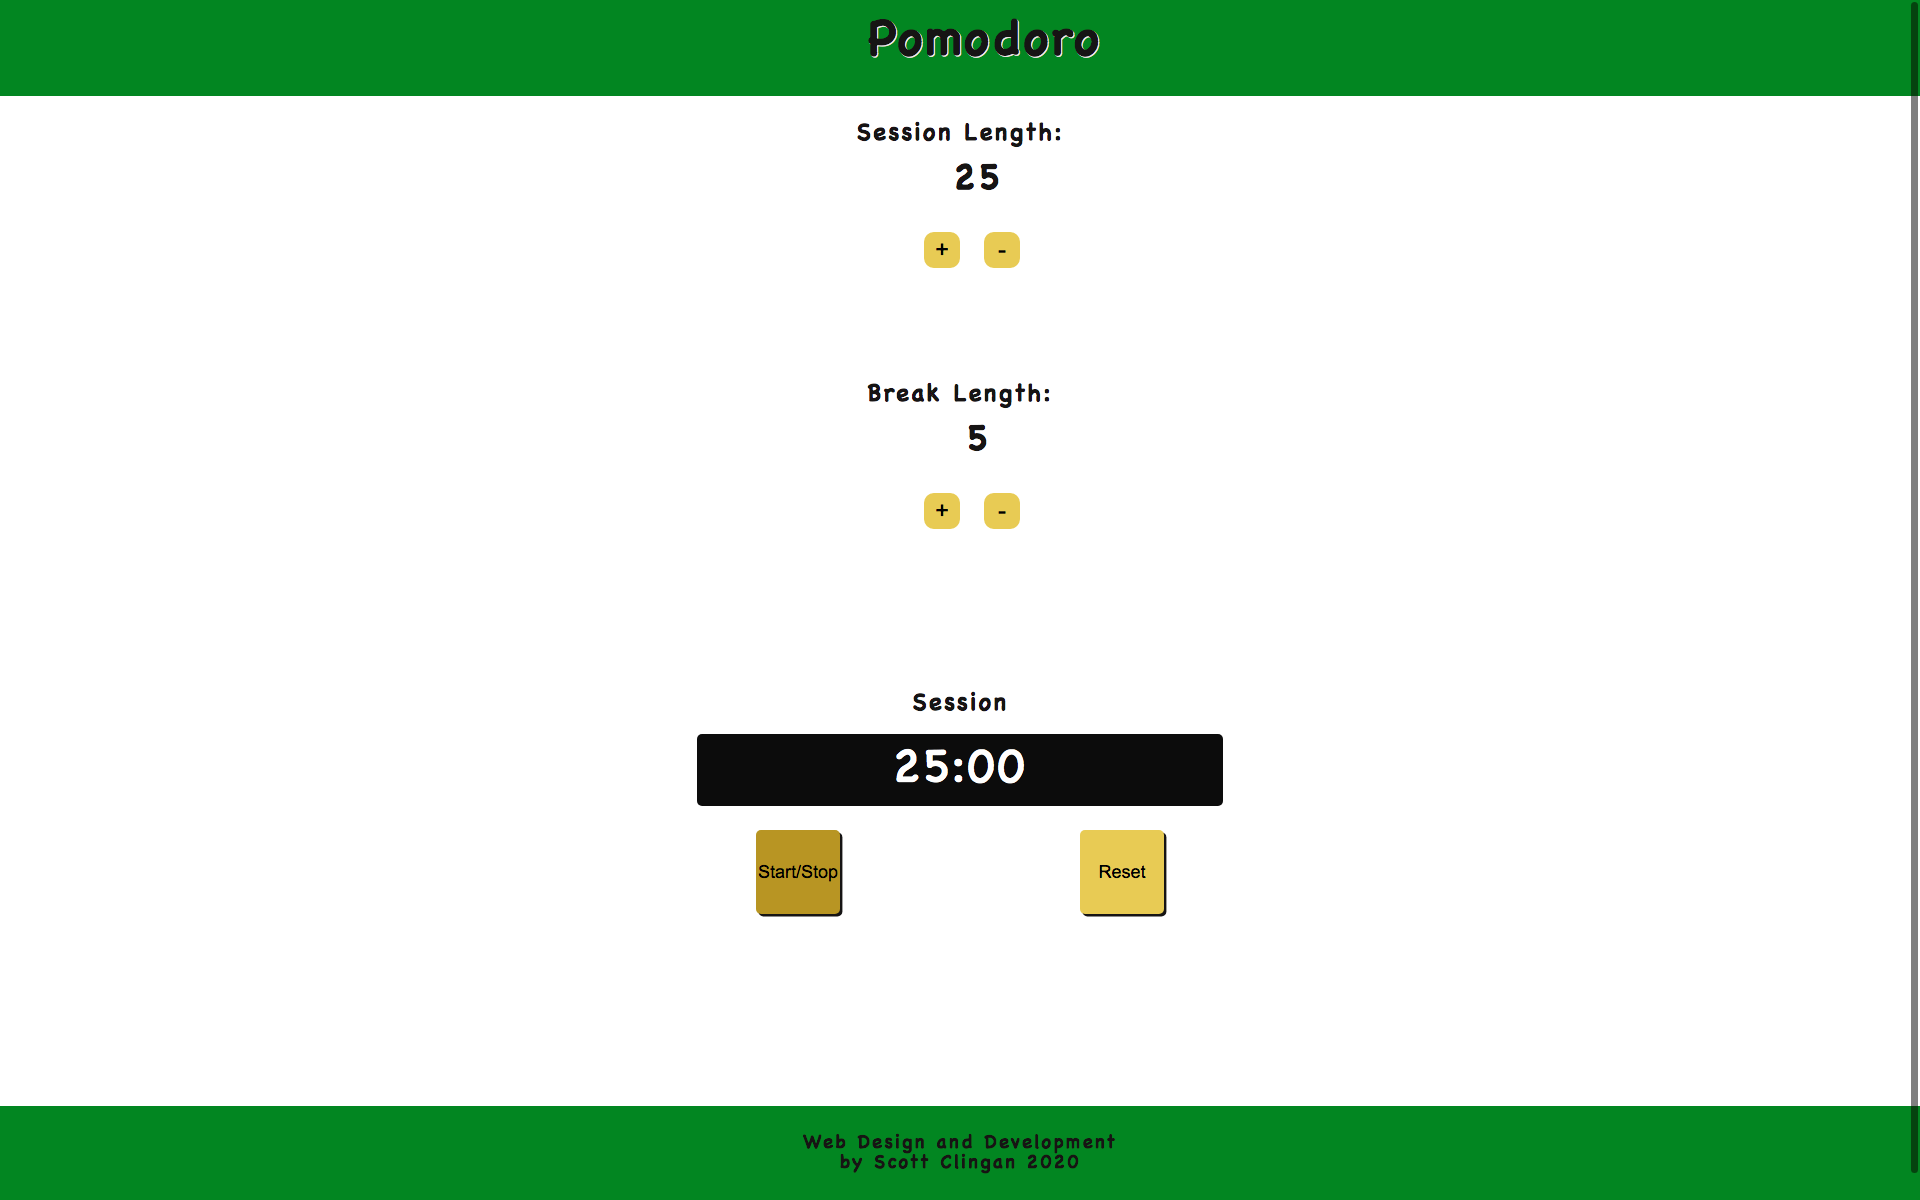 Pomodoro
Session Length:
25
+ -
Break Length:
5
+ -
Session
25:00
Start/Stop Reset
Web Design and Development
by Scott Clingan 2020